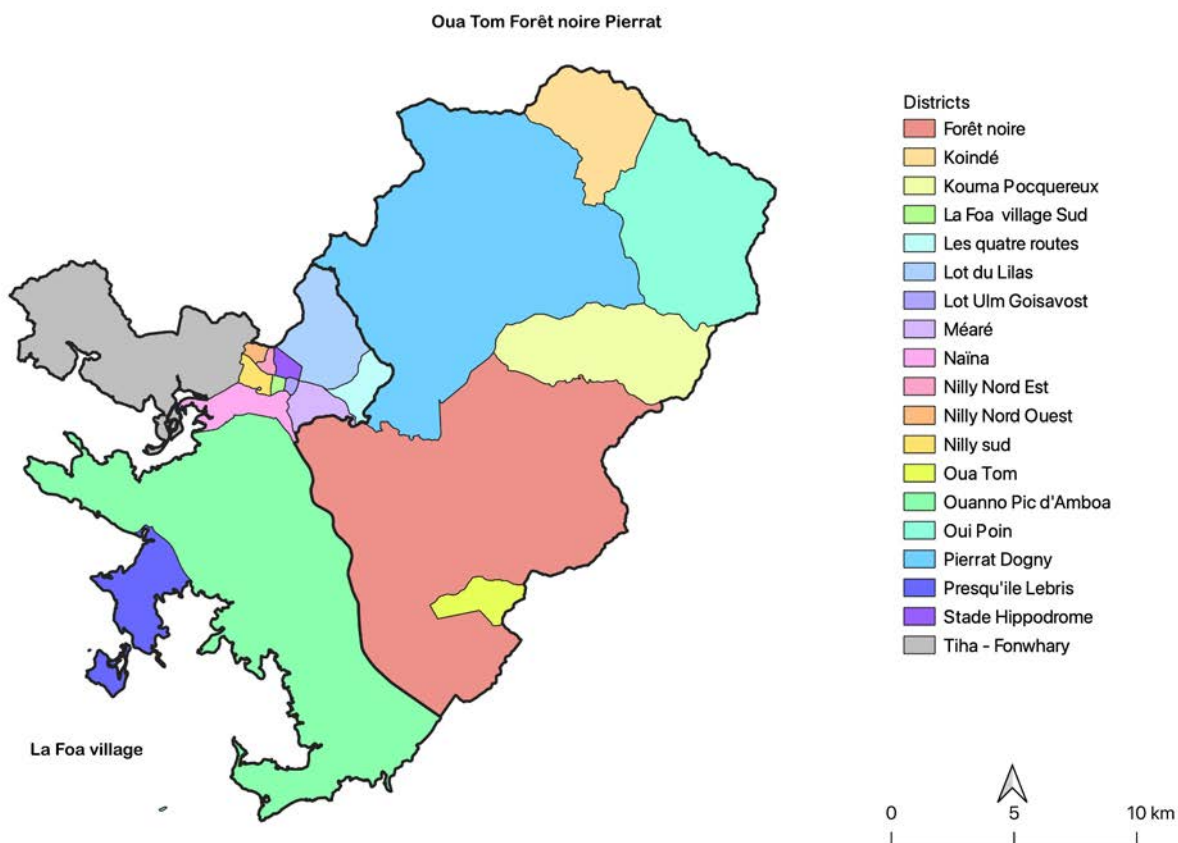 Oua Tom Forêt noire Pierrat
Districts
Forêt noire
Koindé
Kouma Pocquereux
La Foa village Sud
Les quatre routes
Lot du Lilas
Lot Ulm Goisavost
Méaré
Naïna
Nilly Nord Est
Nilly Nord Ouest
Nilly sud
Oua Tom
Ouanno Pic d'Amboa
Oui Poin
Pierrat Dogny
Presqu'ile Lebris
Stade Hippodrome
Tiha - Fonwhary
La Foa village
0 5 10 km